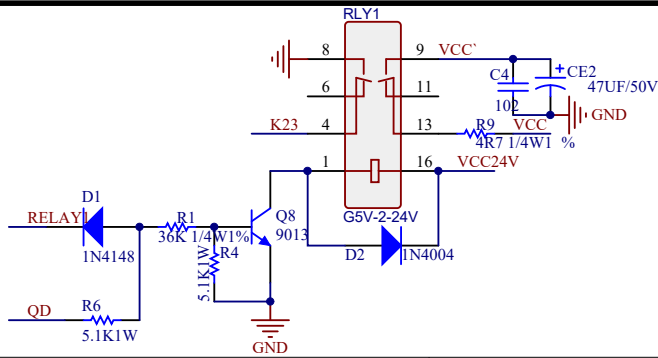 RLY1
8
9
VCC`
C4
CE2
47UF/50V
6
11
102
GND
K23
4
13
R9
VCC
4R7 1/4W1 %
1
16
VCC24V
D1
RELAY1
R1
Q8
G5V-2-24V
36K 1/4W1%
9013
1N4148
R4
5.1K1W
D2
1N4004
QD
R6
5.1K1W
GND